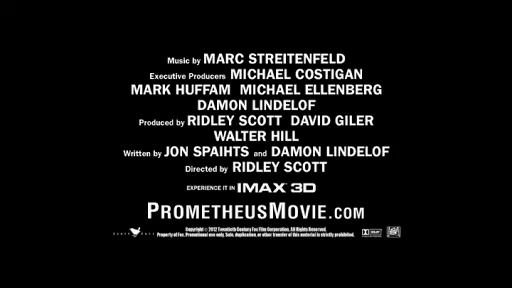 Music by MARC STREITENFELD
Executive Producers MICHAEL COSTIGAN
MARK HUFFAM MICHAEL ELLENBERG
DAMON LINDELOF
Produced by RIDLEY SCOTT DAVID GILER
WALTER HILL
Written by JON SPAIHTS and DAMON LINDELOF
Directed by RIDLEY SCOTT
EXPERIENCE IT IN IMAX 3D
PROMETHEUSMOVIE.COM
Copyright © 2012 Twentieth Century Fox Film Corporation. All Rights Reserved.
Property of Fox. Promotional use only. Sale, duplication, or other transfer of this material is strictly prohibited.